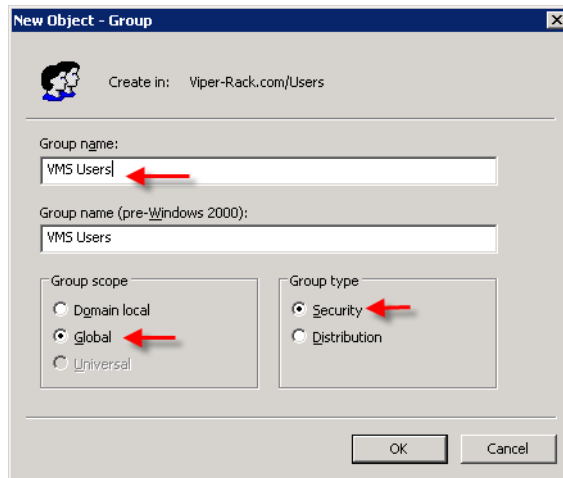 New Object - Group
Create in: Viper-Rack.com/Users
Group name:
VMS Users
Group name (pre-Windows 2000):
VMS Users
Group scope
Domain local
Global
Universal
Group type
Security
Distribution
OK
Cancel